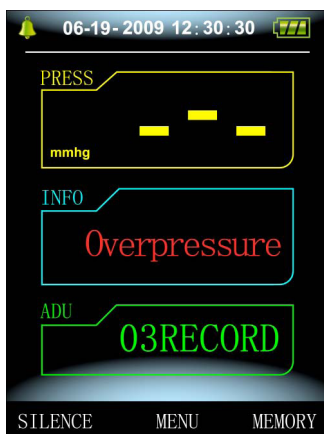 06-19-2009 12:30:30
PRESS
mmhg
- - -
INFO
Overpressure
ADU
03RECORD
SILENCE MENU MEMORY